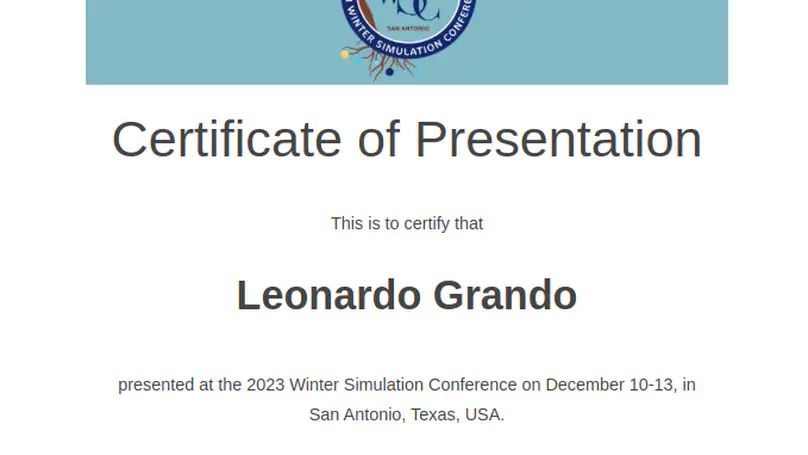 WSC
SAN ANTONIO
WINTER SIMULATION CONFERE
Certificate of Presentation
This is to certify that
Leonardo Grando
presented at the 2023 Winter Simulation Conference on December 10-13, in
San Antonio, Texas, USA.